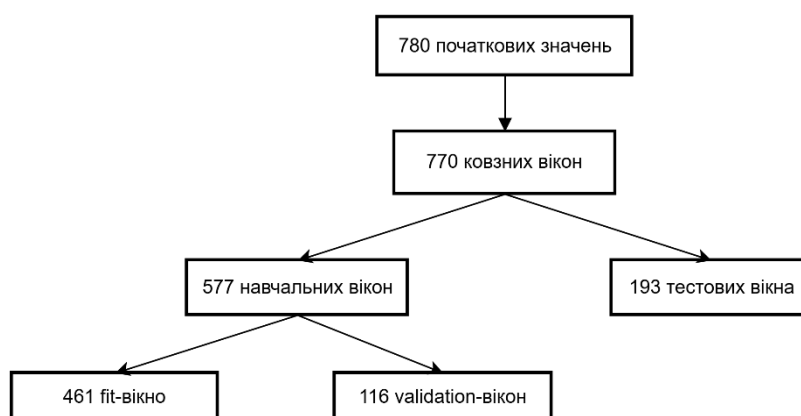 780 початкових значень
770 ковзних вікон
577 навчальних вікон
193 тестових вікна
461 fit-вікно
116 validation-вікон